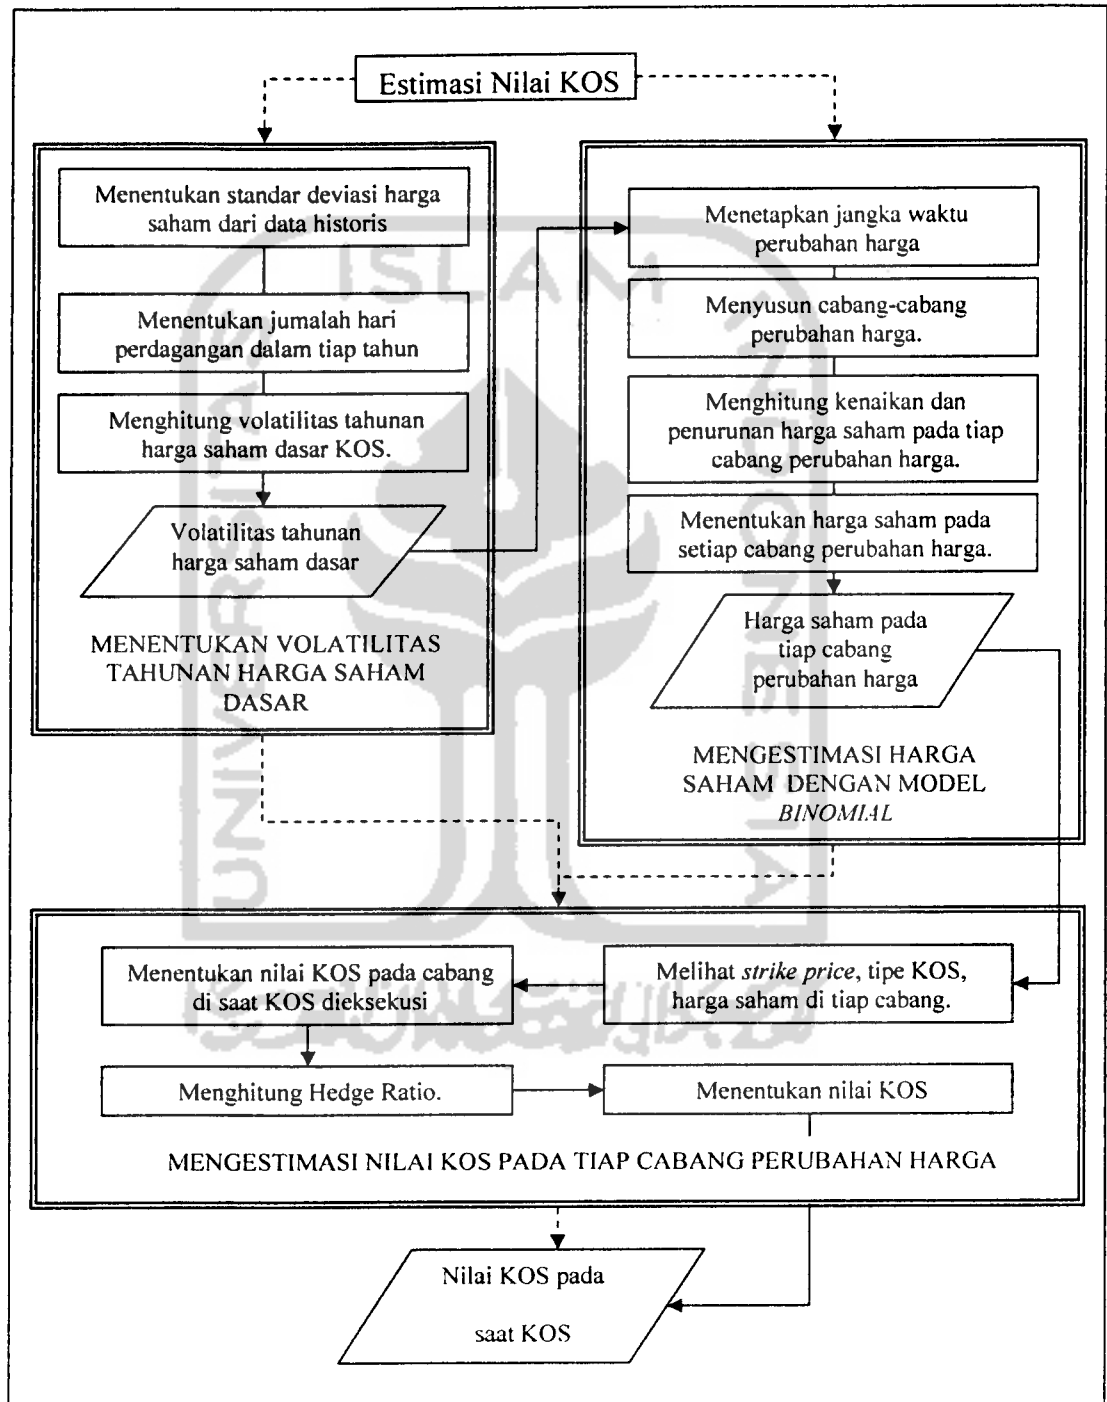 Estimasi Nilai KOS
Menentukan standar deviasi harga
saham dari data historis
Menentukan jumalah hari
perdagangan dalam tiap tahun
Menghitung volatilitas tahunan
harga saham dasar KOS.
Volatilitas tahunan
harga saham dasar
MENENTUKAN VOLATILITAS
TAHUNAN HARGA SAHAM
DASAR
Menetapkan jangka waktu
perubahan harga
Menyusun cabang-cabang
perubahan harga.
Menghitung kenaikan dan
penurunan harga saham pada tiap
cabang perubahan harga.
Menentukan harga saham pada
setiap cabang perubahan harga.
Harga saham pada
tiap cabang
perubahan harga
MENGESTIMASI HARGA
SAHAM DENGAN MODEL
BINOMIAL
Melihat strike price, tipe KOS,
harga saham di tiap cabang.
Menentukan nilai KOS pada cabang
di saat KOS dieksekusi
Menghitung Hedge Ratio.
Menentukan nilai KOS
MENGESTIMASI NILAI KOS PADA TIAP CABANG PERUBAHAN HARGA
Nilai KOS pada
saat KOS
UNIVERSITAS
ISLAM
INDONESIA